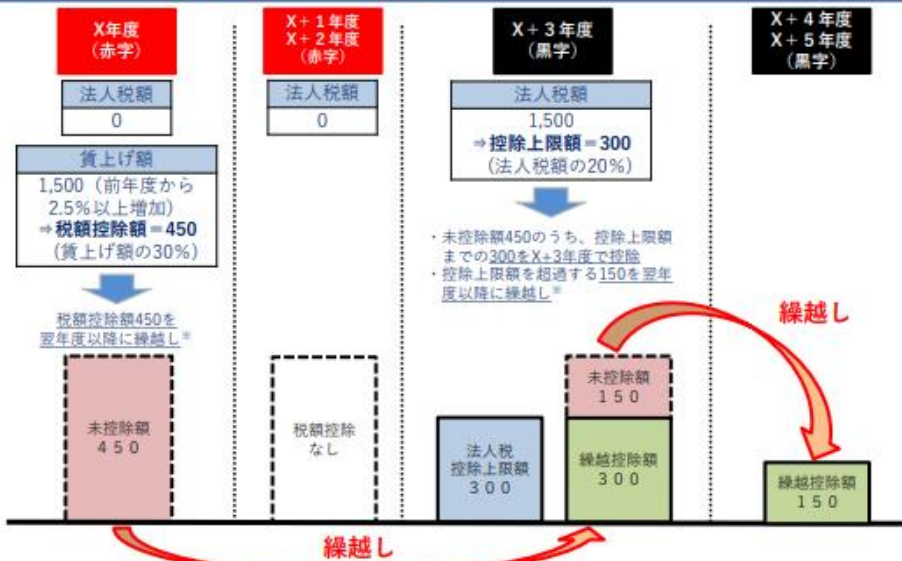 X年度
（赤字）
法人税額
0
賃上げ額
1,500（前年度から
2.5%以上増加）
⇒税額控除額＝450
（賃上げ額の30%）
税額控除額450を
翌年度以降に繰越し※
未控除額
４５０
X＋１年度
X＋２年度
（赤字）
法人税額
0
税額控除
なし
繰越し
X＋３年度
（黒字）
法人税額
1,500
⇒控除上限額＝300
（法人税額の20%）
・未控除額450のうち、控除上限額
までの300をX+3年度で控除
・控除上限額を超過する150を翌年
度以降に繰越し※
法人税
控除上限額
３００
未控除額
１５０
繰越控除額
３００
X＋４年度
X＋５年度
（黒字）
繰越し
繰越控除額
１５０